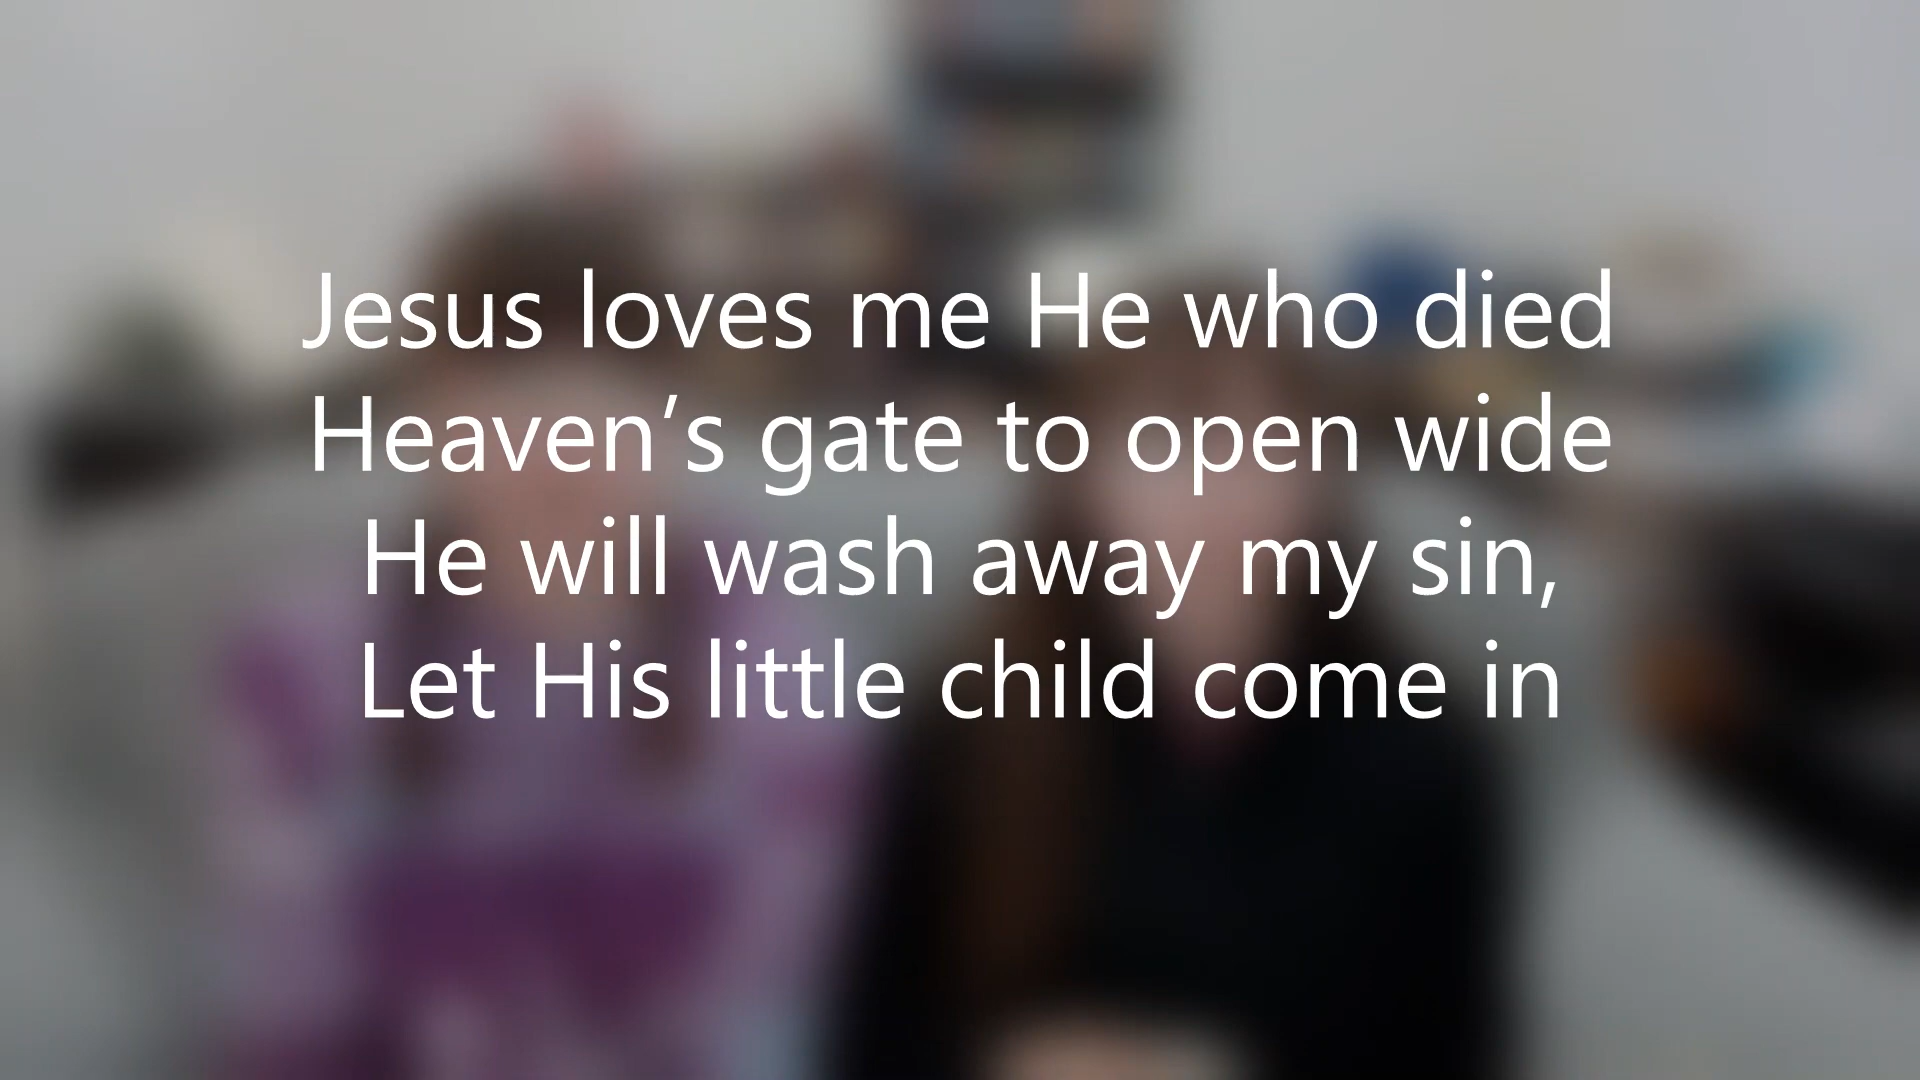 Jesus loves me He who died
Heaven’s gate to open wide
He will wash away my sin,
Let His little child come in